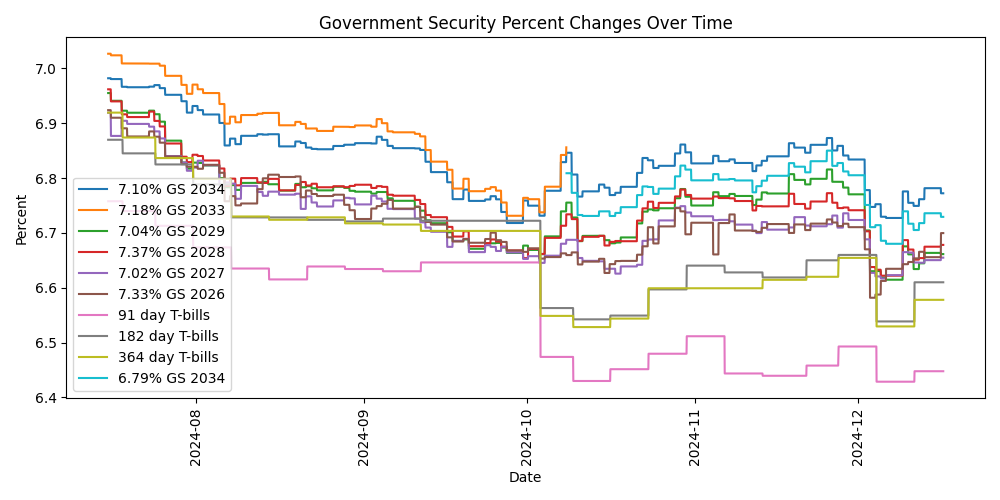 Government Security Percent Changes Over Time
Percent
7.0
6.9
6.8
6.7
6.6
6.5
6.4
7.10% GS 2034
7.18% GS 2033
7.04% GS 2029
7.37% GS 2028
7.02% GS 2027
7.33% GS 2026
91 day T-bills
182 day T-bills
364 day T-bills
6.79% GS 2034
2024-08
2024-09
2024-10
2024-11
2024-12
Date